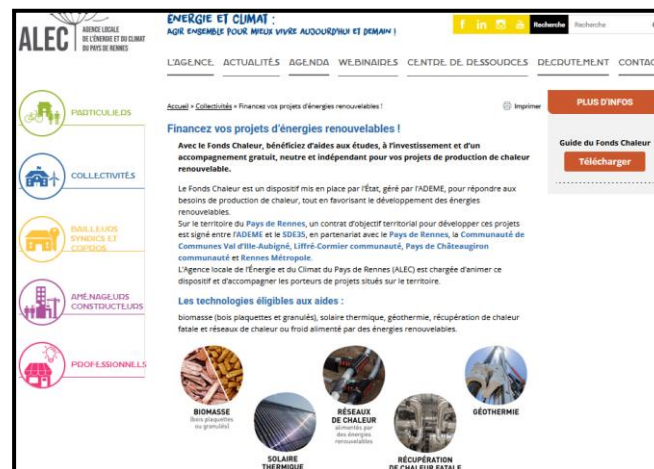 ÉNERGIE ET CLIMAT :
AGIR ENSEMBLE POUR MIEUX VIVRE AUJOURD'HUI ET DEMAIN !
ALEC
AGENCE LOCALE
DE L'ÉNERGIE ET DU CLIMAT
DU PAYS DE RENNES
f in
Recherche
Recherche
L'AGENCE ACTUALITÉS AGENDA WEBINAIRES CENTRE DE RESSOURCES RECRUTEMENT CONTAC
PARTICULIERS
COLLECTIVITÉS
BAILLEURS
SYNDICS ET
COPROS
AMÉNAGEURS
CONSTRUCTEURS
PROFESSIONNELS
Accueil » Collectivités » Financez vos projets d'énergies renouvelables !
Imprimer
Financez vos projets d'énergies renouvelables !
Avec le Fonds Chaleur, bénéficiez d'aides aux études, à l'investissement et d'un
accompagnement gratuit, neutre et indépendant pour vos projets de production de chaleur
renouvelable.
Le Fonds Chaleur est un dispositif mis en place par l'État, géré par l'ADEME, pour répondre aux
besoins de production de chaleur, tout en favorisant le développement des énergies
renouvelables.
Sur le territoire du Pays de Rennes, un contrat d'objectif territorial pour développer ces projets
est signé entre l'ADEME et le SDE35, en partenariat avec le Pays de Rennes, la Communauté de
Communes Val d'Ille-Aubigné, Liffré-Cormier communauté, Pays de Châteaugiron
communauté et Rennes Métropole.
L'Agence locale de l'Énergie et du Climat du Pays de Rennes (ALEC) est chargée d'animer ce
dispositif et d'accompagner les porteurs de projets situés sur le territoire.
Les technologies éligibles aux aides :
biomasse (bois plaquettes et granulés), solaire thermique, géothermie, récupération de chaleur
fatale et réseaux de chaleur ou froid alimenté par des énergies renouvelables.
BIOMASSE
(bois plaquettes
ou granulés)
SOLAIRE
THERMIQUE
RÉSEAUX
DE CHALEUR
alimentés par
des énergies
renouvelables
RÉCUPÉRATION
DE CHALEUR FATALE
GÉOTHERMIE
PLUS D'INFOS
Guide du Fonds Chaleur
Télécharger